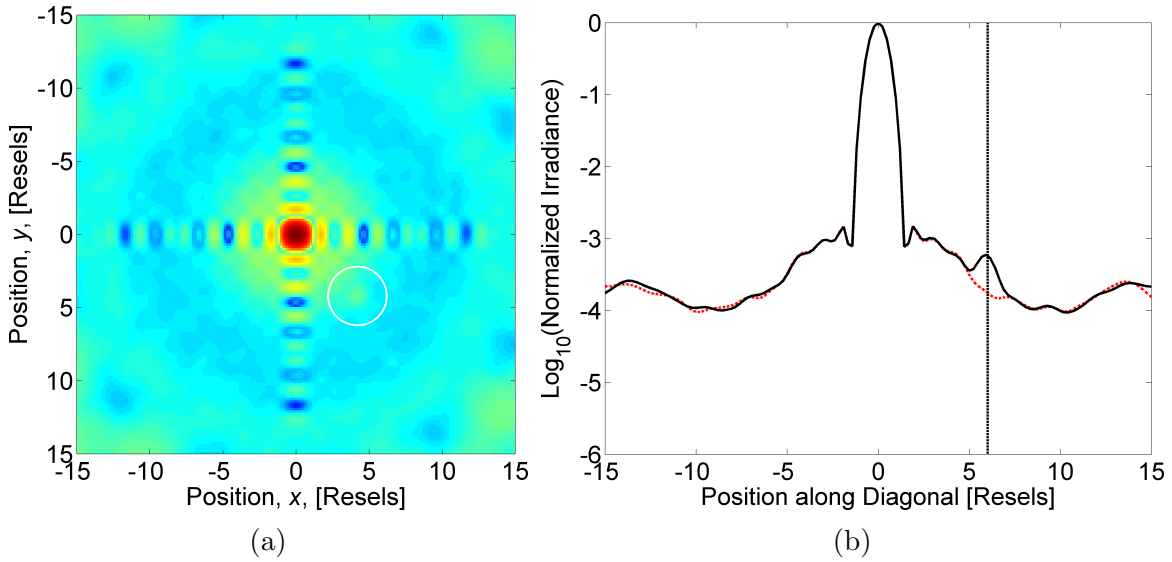 -15
-10
-5
0
5
10
15
Position, y, [Resels]
-15 -10 -5 0 5 10 15
Position, x, [Resels]
(a)
0
-1
-2
-3
-4
-5
-6
Log10(Normalized Irradiance)
-15 -10 -5 0 5 10 15
Position along Diagonal [Resels]
(b)